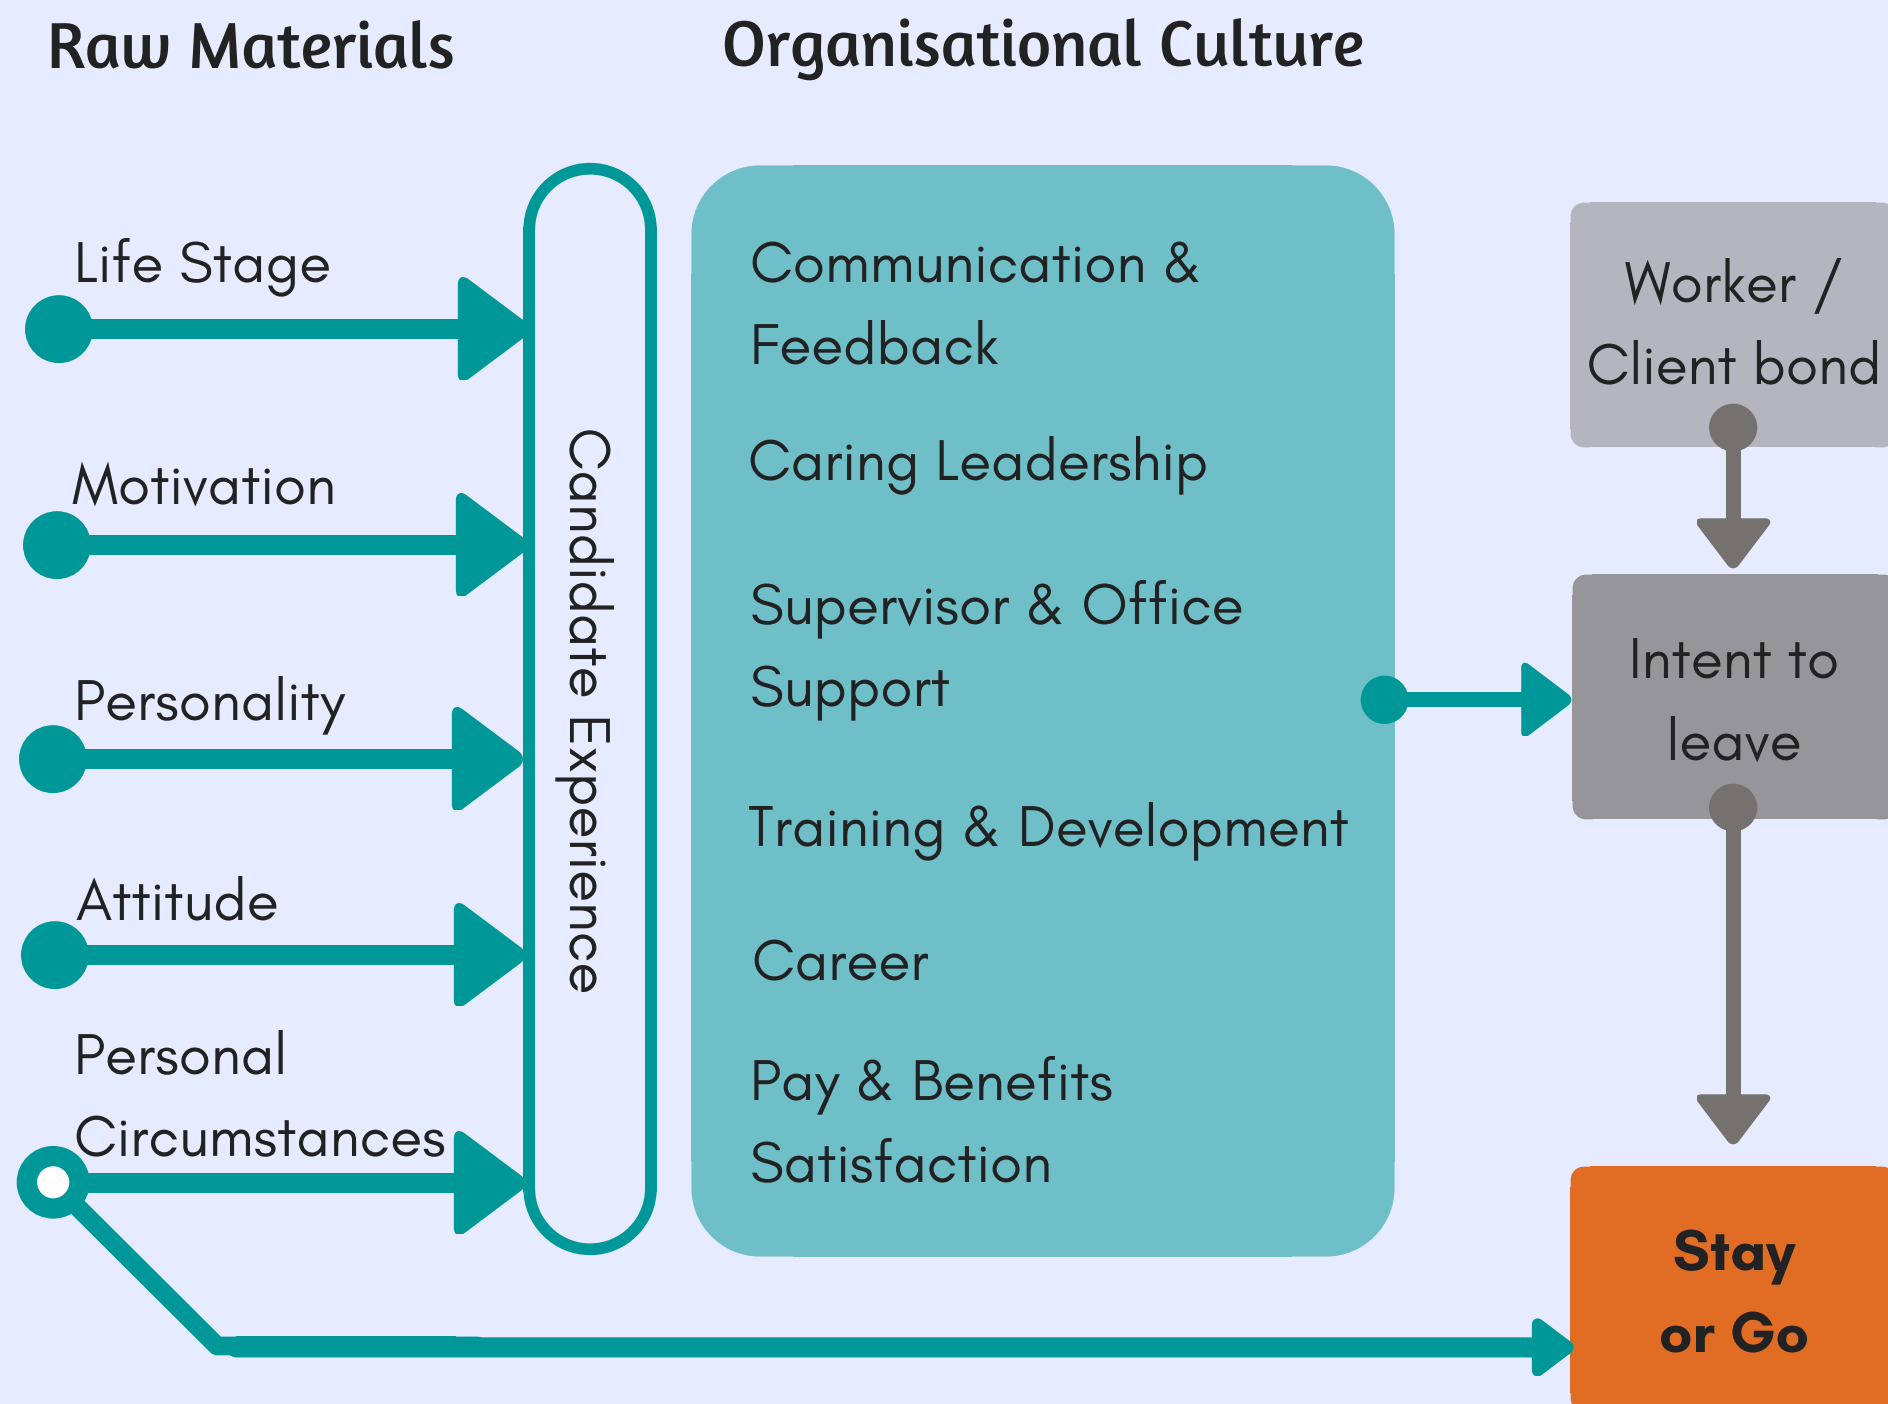 Raw Materials
Organisational Culture
Life Stage
Motivation
Personality
Attitude
Personal
Circumstances
Candidate Experience
Communication &
Feedback
Caring Leadership
Supervisor & Office
Support
Training & Development
Career
Pay & Benefits
Satisfaction
Worker /
Client bond
Intent to
leave
Stay
or Go